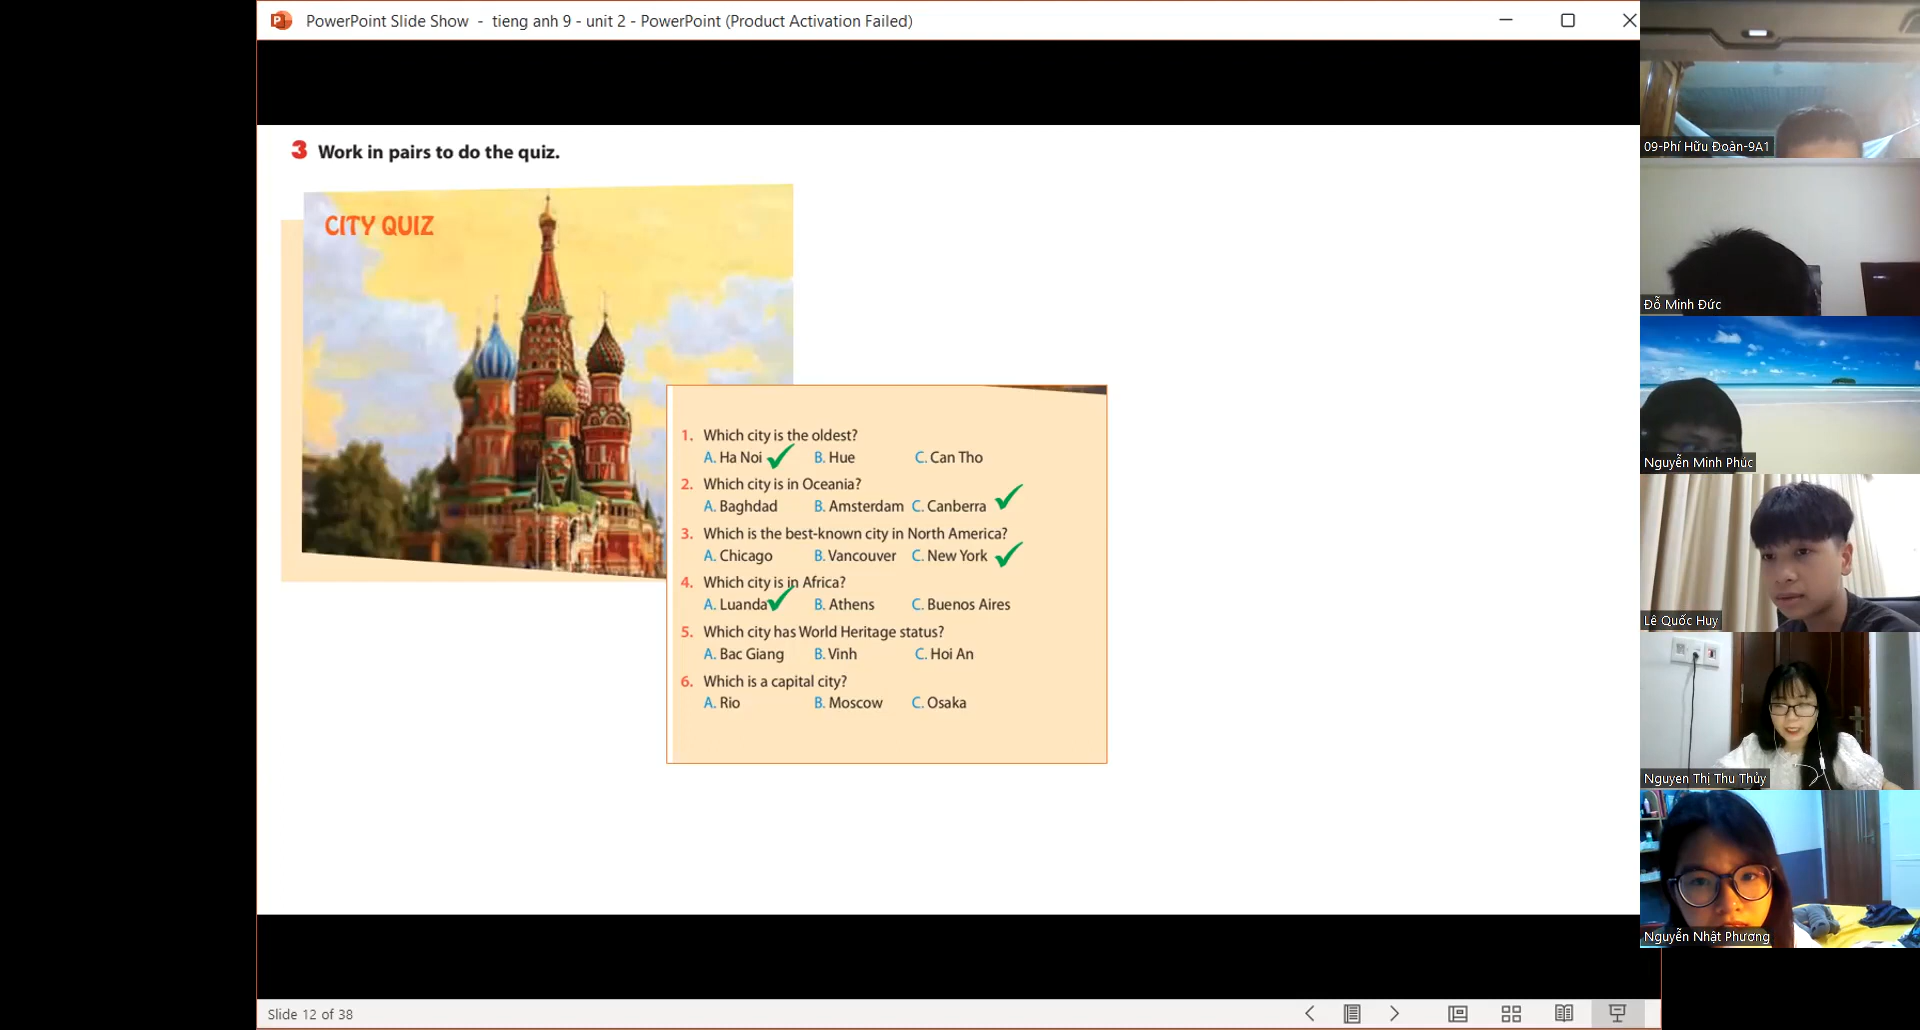 PowerPoint Slide Show - tieng anh 9 - unit 2 - PowerPoint (Product Activation Failed)
3 Work in pairs to do the quiz.
CITY QUIZ
1. Which city is the oldest?
A. Ha Noi B. Hue C. Can Tho
2. Which city is in Oceania?
A. Baghdad B. Amsterdam C. Canberra
3. Which is the best-known city in North America?
A. Chicago B. Vancouver C. New York
4. Which city is in Africa?
A. Luanda B. Athens C. Buenos Aires
5. Which city has World Heritage status?
A. Bac Giang B. Vinh C. Hoi An
6. Which is a capital city?
A. Rio B. Moscow C. Osaka
Slide 12 of 38
09-Phí Hữu Đoàn-9A1
Đỗ Minh Đức
Nguyễn Minh Phúc
Lê Quốc Huy
Nguyen Thị Thu Thủy
Nguyễn Nhật Phương